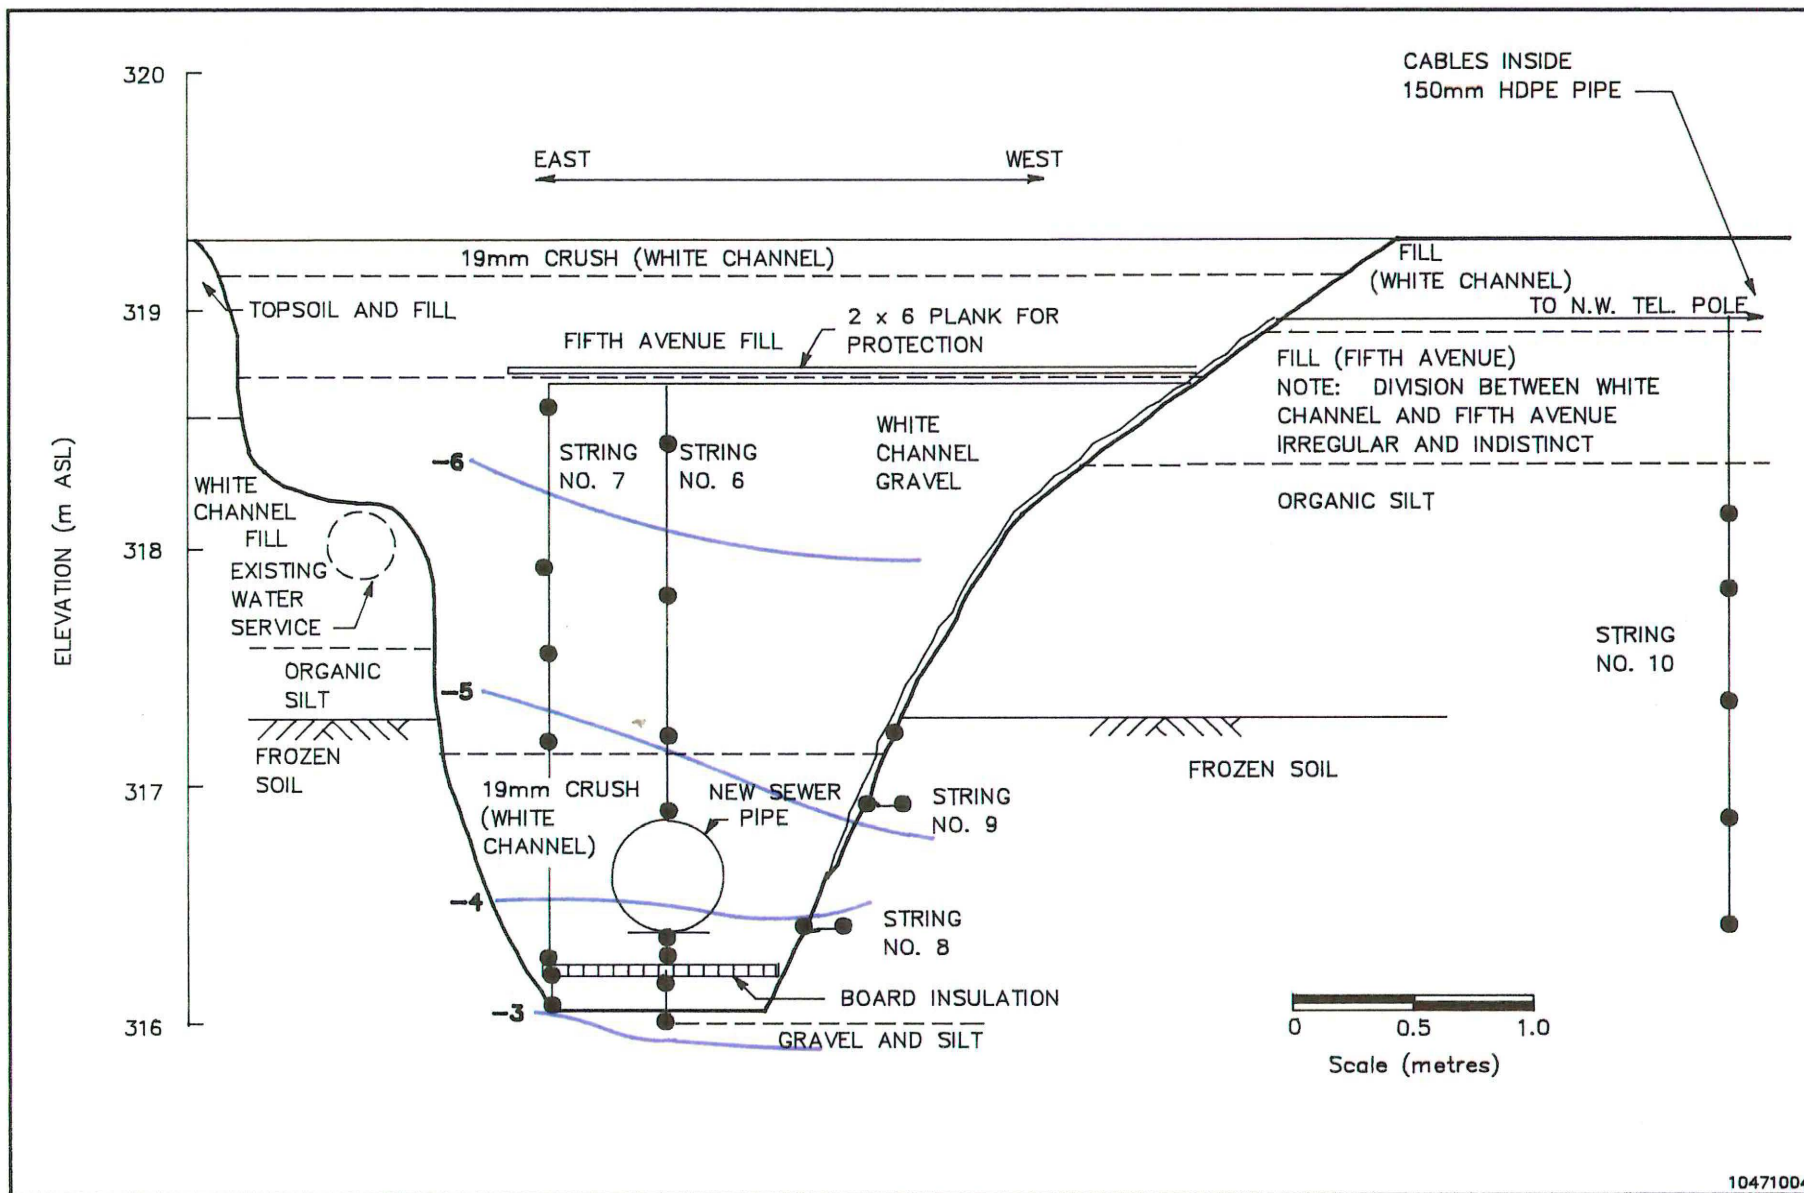 320
CABLES INSIDE
150mm HDPE PIPE
EAST
WEST
19mm CRUSH (WHITE CHANNEL)
FILL
(WHITE CHANNEL)
319
TOPSOIL AND FILL
TO N.W. TEL. POLE
2 x 6 PLANK FOR
PROTECTION
FIFTH AVENUE FILL
FILL (FIFTH AVENUE)
NOTE: DIVISION BETWEEN WHITE
CHANNEL AND FIFTH AVENUE
IRREGULAR AND INDISTINCT
WHITE
CHANNEL
GRAVEL
STRING
NO. 7
STRING
NO. 6
-6
WHITE
CHANNEL
FILL
ORGANIC SILT
ELEVATION (m ASL)
318
EXISTING
WATER
SERVICE
STRING
NO. 10
ORGANIC
SILT
-5
FROZEN
SOIL
FROZEN SOIL
317
19mm CRUSH
(WHITE
CHANNEL)
NEW SEWER
PIPE
STRING
NO. 9
-4
STRING
NO. 8
BOARD INSULATION
-3
316
GRAVEL AND SILT
0
0.5
1.0
Scale (metres)
10471004